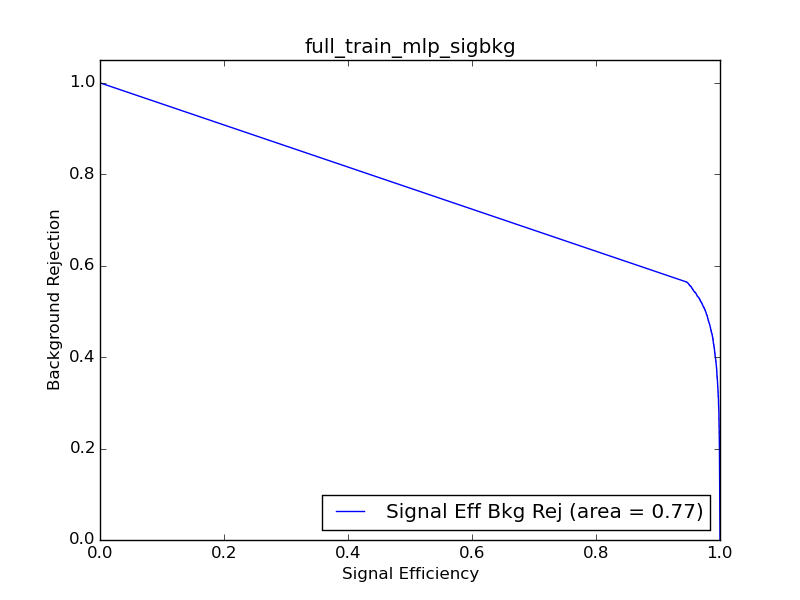 full_train_mlp_sigbkg
1.0
0.8
0.6
0.4
0.2
0.0
Background Rejection
Signal Eff Bkg Rej (area = 0.77)
0.0 0.2 0.4 0.6 0.8 1.0
Signal Efficiency